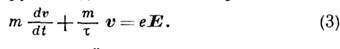 m dv/dt + m/τ v = eE. (3)